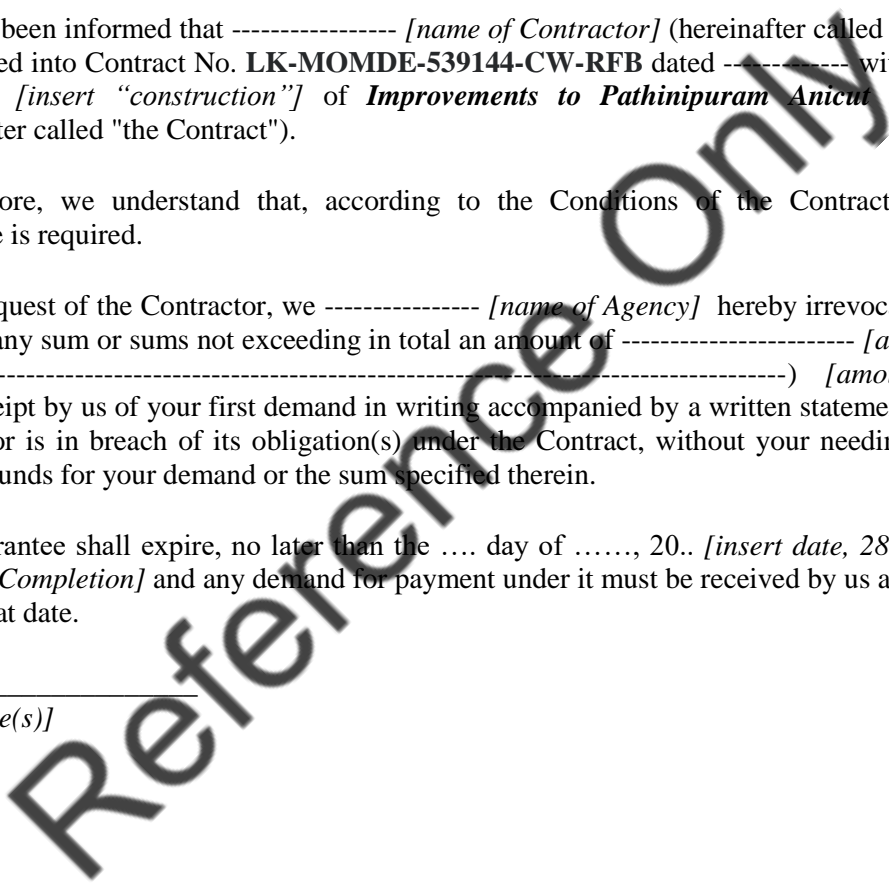 been informed that ----------------- [name of Contractor] (hereinafter called
ed into Contract No. LK-MOMDE-539144-CW-RFB dated -------------
[insert “construction”] of Improvements to Pathinipuram Anicut
ter called "the Contract").
ore, we understand that, according to the Conditions of the Contract
e is required.
quest of the Contractor, we ---------------- [name of Agency] hereby irrevoc
any sum or sums not exceeding in total an amount of ------------------------ [a
---------------------------------------------------------------------------------) [amo
eipt by us of your first demand in writing accompanied by a written stateme
or is in breach of its obligation(s) under the Contract, without your needin
unds for your demand or the sum specified therein.
rantee shall expire, no later than the …. day of ……, 20.. [insert date, 28
Completion] and any demand for payment under it must be received by us a
at date.
e(s)]
Reference Only